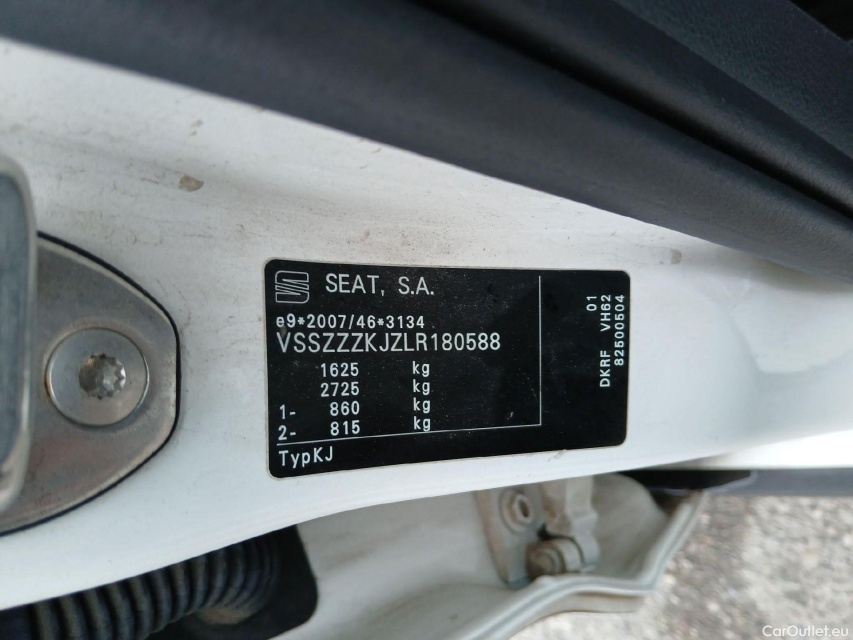 SEAT, S.A.
e9*2007/46*3134
VSSZZZKJZLR180588
1625 kg
2725 kg
1- 860 kg
2- 815 kg
TypKJ
01
DKRF VH62
82500504
CarOutlet.eu